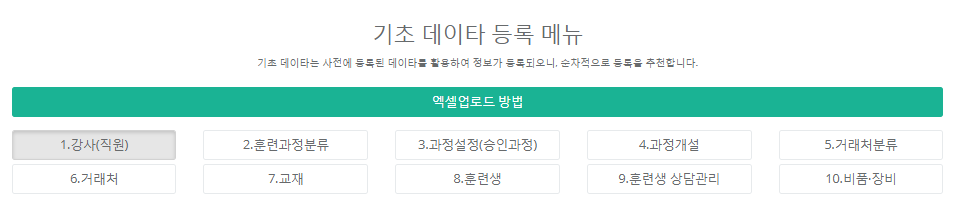 기초 데이타 등록 메뉴
기초 데이타는 사전에 등록된 데이타를 활용하여 정보가 등록되오니, 순차적으로 등록을 추천합니다.
엑셀업로드 방법
1.강사(직원) 2.훈련과정분류 3.과정설정(승인과정) 4.과정개설 5.거래처분류
6.거래처 7.교재 8.훈련생 9.훈련생 상담관리 10.비품·장비